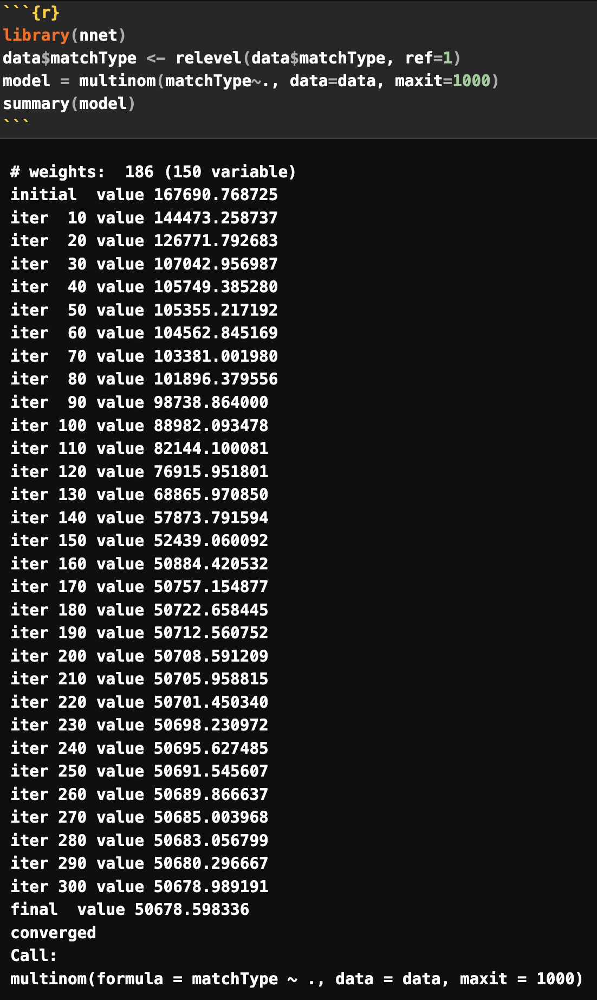 ```{r}
library(nnet)
data$matchType <- relevel(data$matchType, ref=1)
model = multinom(matchType~., data=data, maxit=1000)
summary(model)
```
# weights:  186 (150 variable)
initial  value 167690.768725
iter  10 value 144473.258737
iter  20 value 126771.792683
iter  30 value 107042.956987
iter  40 value 105749.385280
iter  50 value 105355.217192
iter  60 value 104562.845169
iter  70 value 103381.001980
iter  80 value 101896.379556
iter  90 value 98738.864000
iter 100 value 88982.093478
iter 110 value 82144.100081
iter 120 value 76915.951801
iter 130 value 68865.970850
iter 140 value 57873.791594
iter 150 value 52439.060092
iter 160 value 50884.420532
iter 170 value 50757.154877
iter 180 value 50722.658445
iter 190 value 50712.560752
iter 200 value 50708.591209
iter 210 value 50705.958815
iter 220 value 50701.450340
iter 230 value 50698.230972
iter 240 value 50695.627485
iter 250 value 50691.545607
iter 260 value 50689.866637
iter 270 value 50685.003968
iter 280 value 50683.056799
iter 290 value 50680.296667
iter 300 value 50678.989191
final  value 50678.598336
converged
Call:
multinom(formula = matchType ~ ., data = data, maxit = 1000)